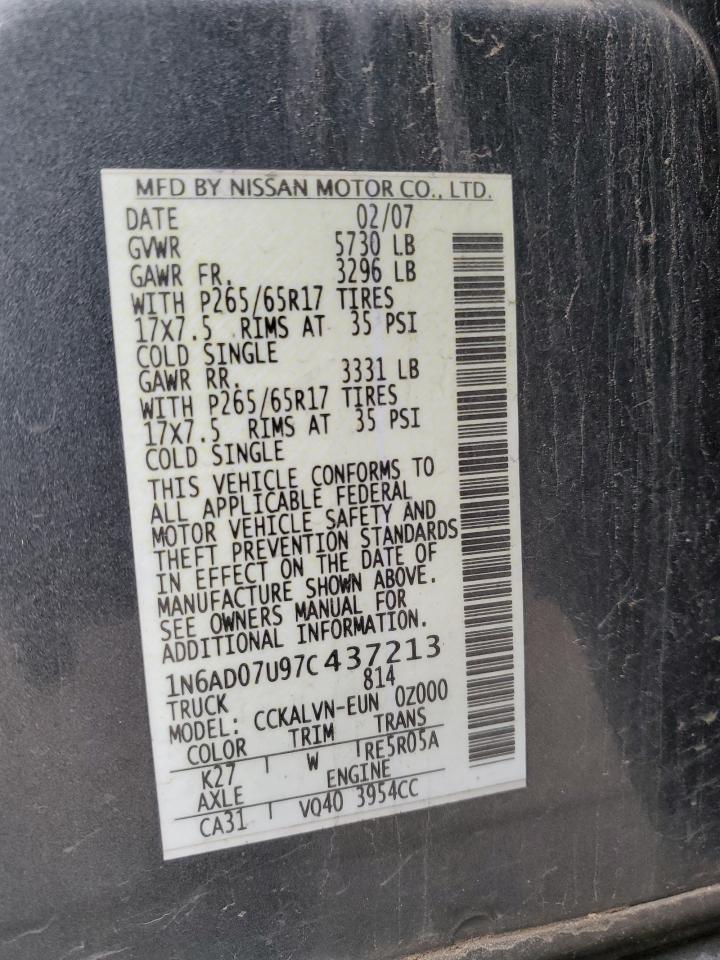 MFD BY NISSAN MOTOR CO., LTD.
DATE 02/07
GVWR 5730 LB
GAWR FR. 3296 LB
WITH P265/65R17 TIRES
17X7.5 RIMS AT 35 PSI
COLD SINGLE
GAWR RR. 3331 LB
WITH P265/65R17 TIRES
17X7.5 RIMS AT 35 PSI
COLD SINGLE
THIS VEHICLE CONFORMS TO
ALL APPLICABLE FEDERAL
MOTOR VEHICLE SAFETY AND
THEFT PREVENTION STANDARDS
IN EFFECT ON THE DATE OF
MANUFACTURE SHOWN ABOVE.
SEE OWNERS MANUAL FOR
ADDITIONAL INFORMATION.
1N6AD07U97C437213
TRUCK 814
MODEL: CCKALVN-EUN 0Z000
COLOR TRIM TRANS
K27 W RE5R05A
AXLE ENGINE
CA31 VQ40 3954CC